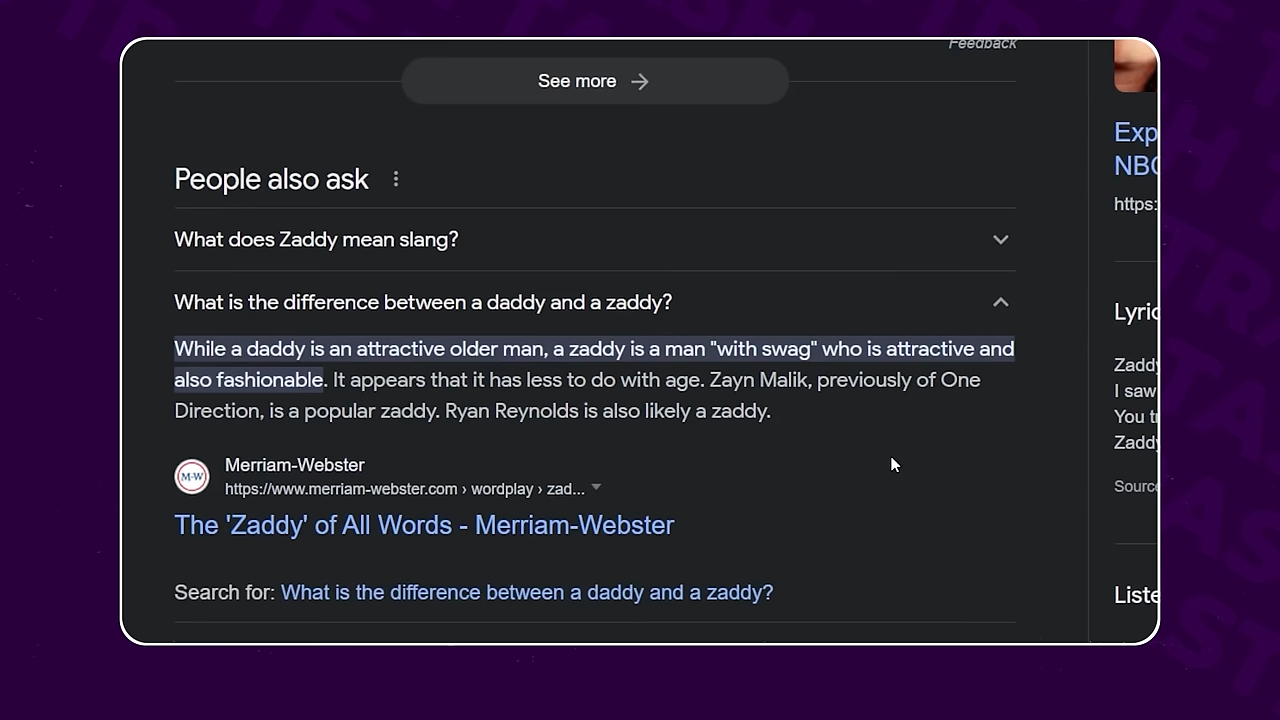 Feedback
See more
People also ask
What does Zaddy mean slang?
What is the difference between a daddy and a zaddy?
While a daddy is an attractive older man, a zaddy is a man "with swag" who is attractive and
also fashionable. It appears that it has less to do with age. Zayn Malik, previously of One
Direction, is a popular zaddy. Ryan Reynolds is also likely a zaddy.
M-W
Merriam-Webster
https://www.merriam-webster.com › wordplay › zad...
The 'Zaddy' of All Words - Merriam-Webster
Search for: What is the difference between a daddy and a zaddy?
Exp
NBC
https:
Lyric
Zaddy
I saw
You
Zaddy
Source
Liste